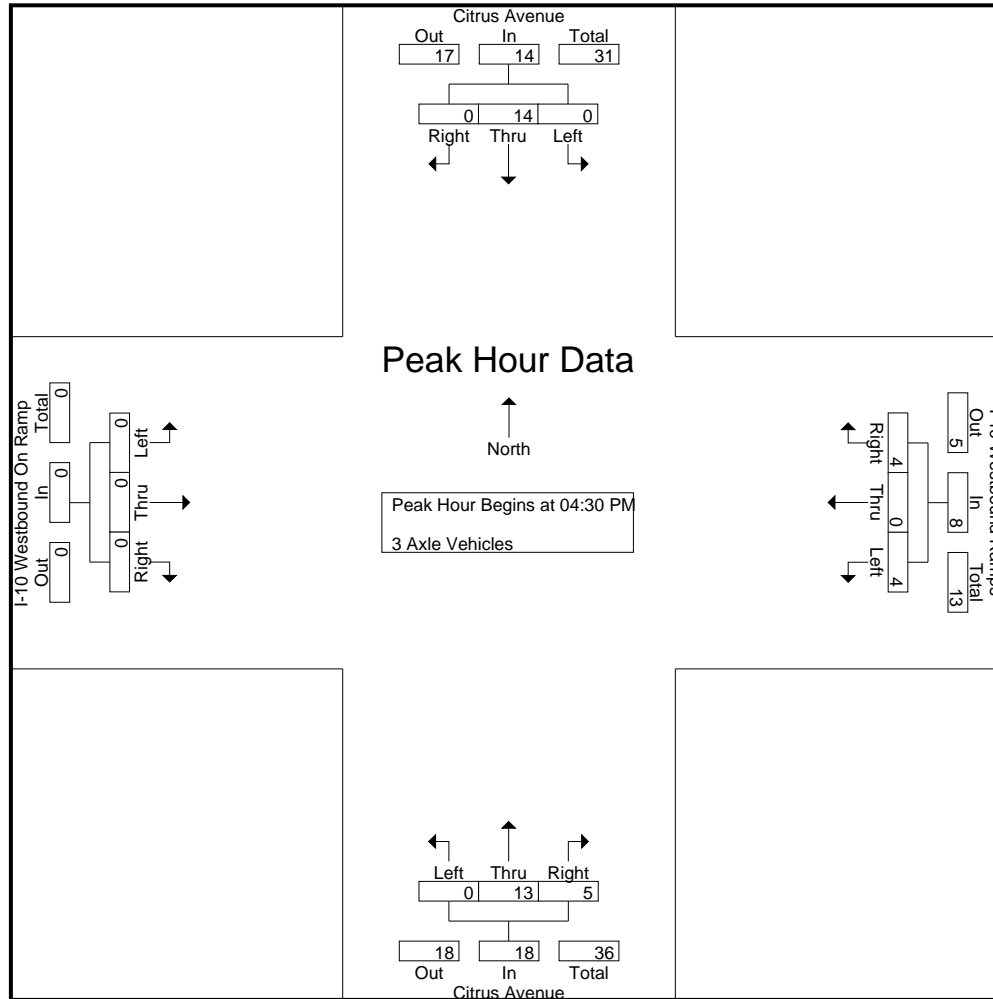 Citrus Avenue
Out In Total
17 14 31
0 14 0
Right Thru Left
Peak Hour Data
North
Peak Hour Begins at 04:30 PM
3 Axle Vehicles
I-10 Westbound On Ramp
Total In Out
0 0 0
0 0 0
Left Thru Right
Right Thru Left
4 0 4
5 8 13
Out In Total
Left Thru Right
0 13 5
18 18 36
Out In Total
Citrus Avenue